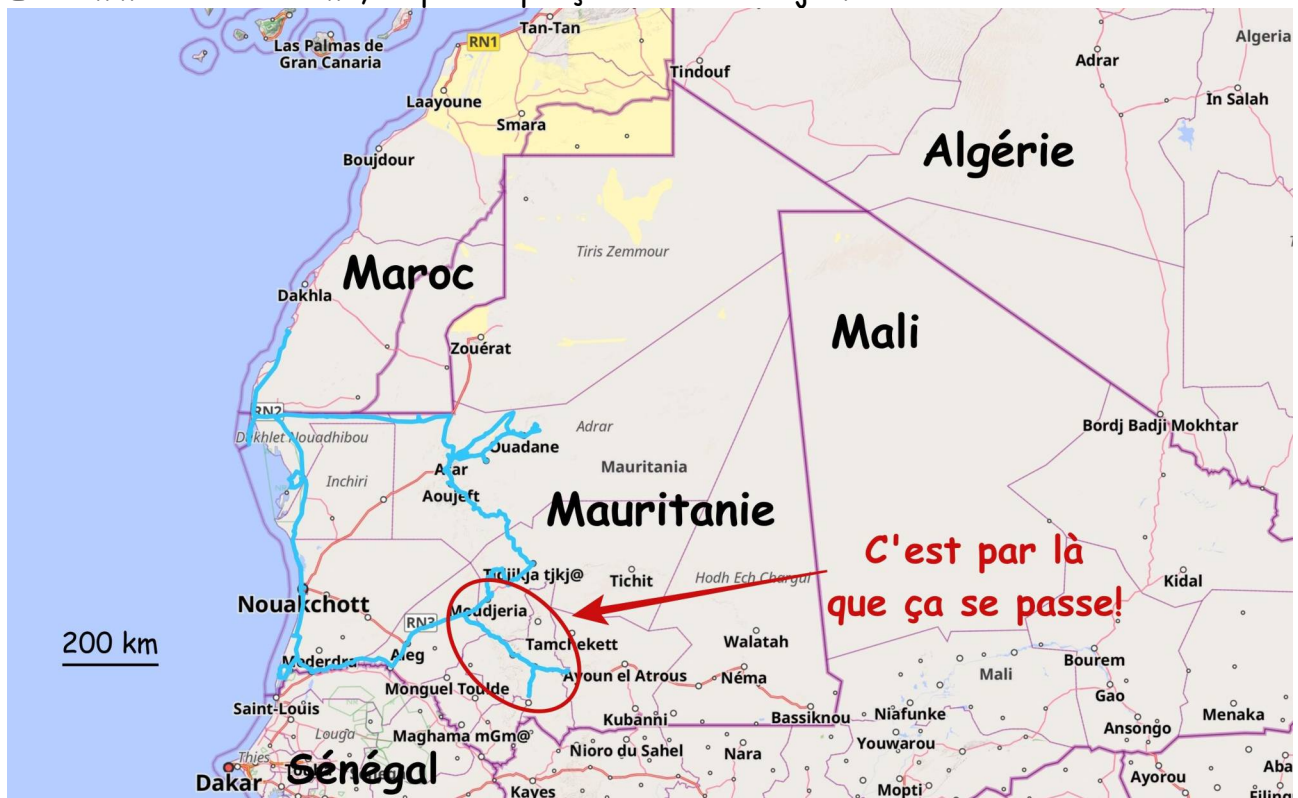 Las Palmas de
Gran Canaria
Tan-Tan
RN1
Algeria
Adrar
Tindouf
In Salah
Laayoune
Smara
Boujdour
Algérie
Tiris Zemmour
Maroc
Dakhla
Mali
Zouérat
RN2
Dakhlet Nouadhibou
Adrar
Bordj Badji Mokhtar
Ouadane
Atar
Mauritania
Inchiri
Aoujeft
Mauritanie
C'est par là
que ça se passe!
Tidjikja tjkj@
Tichit
Hodh Ech Chargui
Kidal
Nouakchott
Moudjeria
RN3
200 km
Tamchekett
Walatah
Mederdra
Aleg
Bourem
Mali
Monguel Toulde
Ayoun el Atrous
Néma
Gao
Saint-Louis
Kubanni
Bassiknou
Niafunke
Menaka
Louga
Maghama mGm@
Ansongo
Nioro du Sahel
Nara
Youwarou
Thies
Sénégal
Dakar
Kayes
Mopti
Ayorou